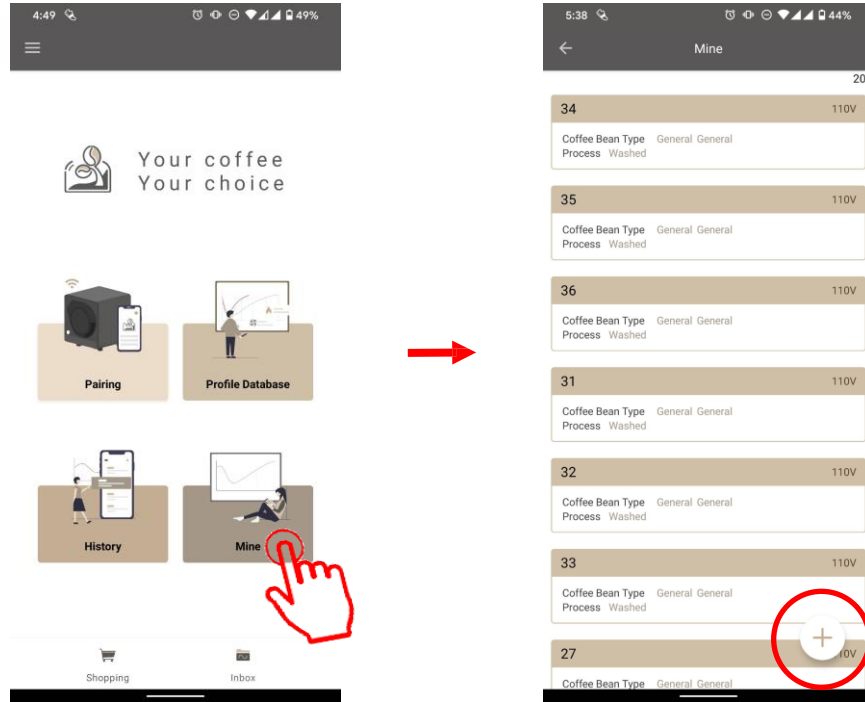 4:49
49%
Your coffee
Your choice
Pairing
Profile Database
History
Mine
Shopping
Inbox
5:38
44%
Mine
20
34
110V
Coffee Bean Type General General
Process Washed
35
110V
Coffee Bean Type General General
Process Washed
36
110V
Coffee Bean Type General General
Process Washed
31
110V
Coffee Bean Type General General
Process Washed
32
110V
Coffee Bean Type General General
Process Washed
33
110V
Coffee Bean Type General General
Process Washed
27
10V
Coffee Bean Type General General